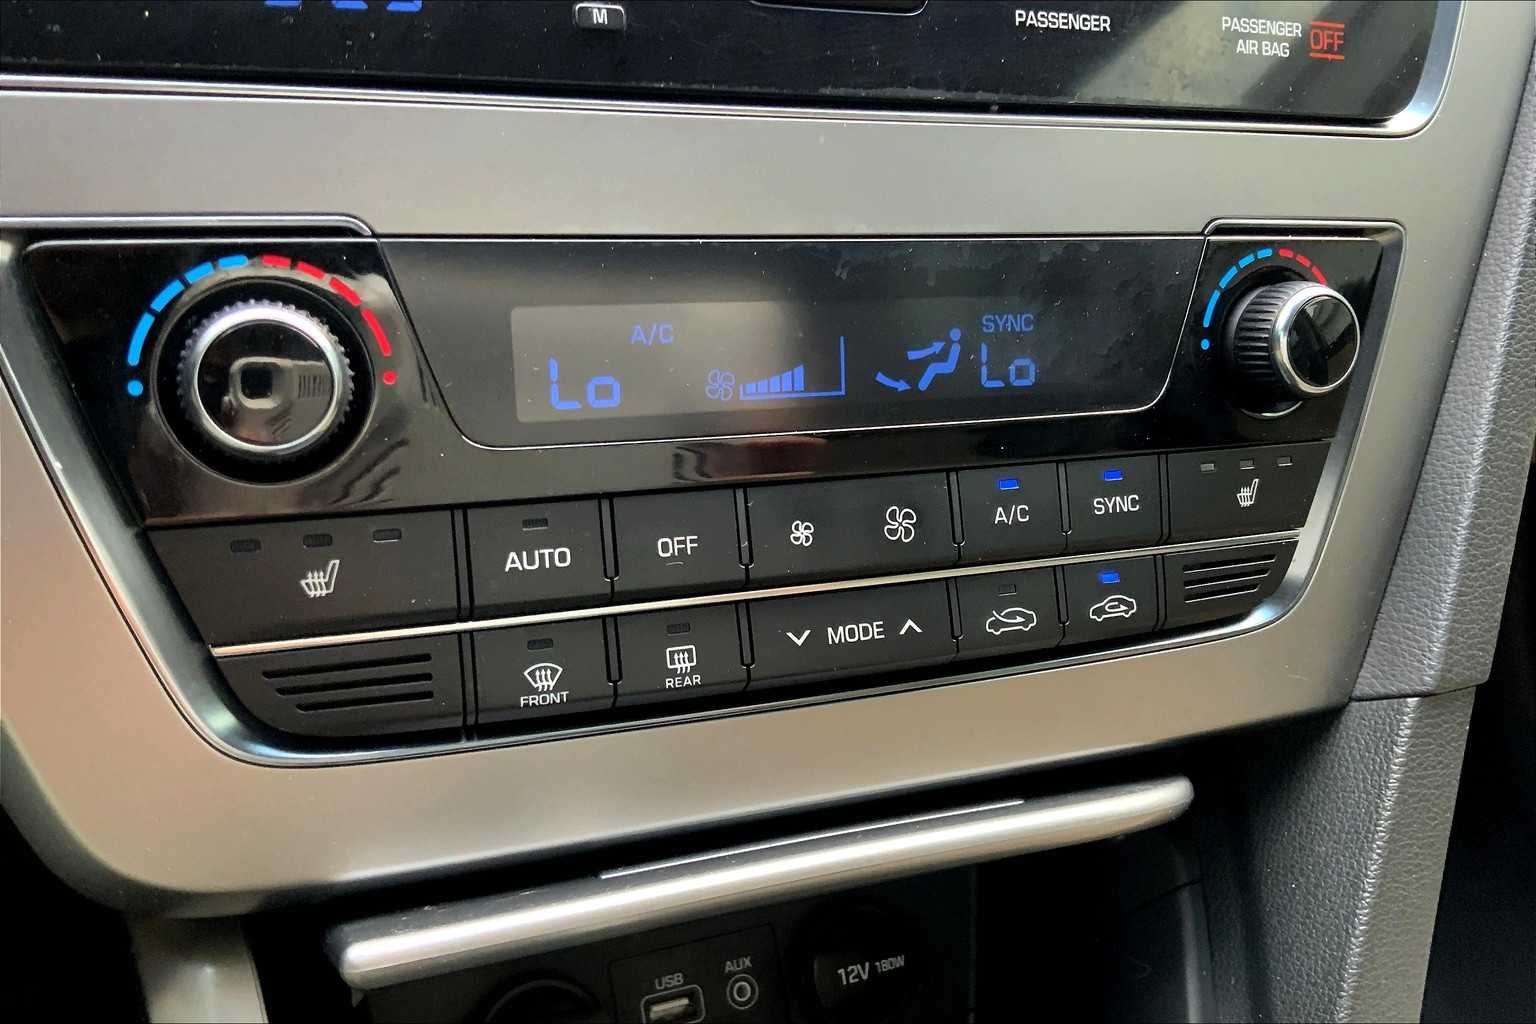 M
PASSENGER
PASSENGER
AIR BAG OFF
A/C
SYNC
Lo
Lo
AUTO
OFF
A/C
SYNC
FRONT
REAR
MODE
USB
AUX
12V 180W